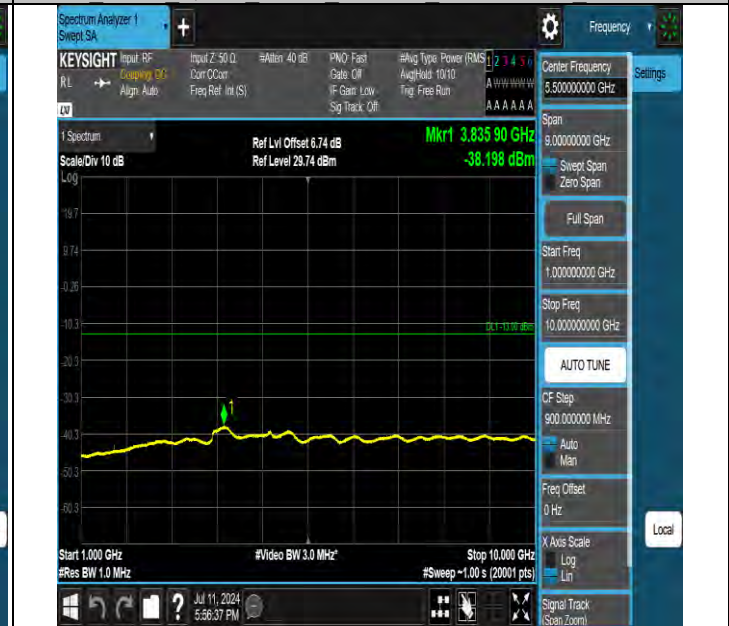 Spectrum Analyzer 1
Swept SA
Frequency
KEYSIGHT
Input: RF
Coupling: DC
Align: Auto
Input Z: 50 Ω
Corr CCorr
Freq Ref: Int (S)
#Atten: 40 dB
PNO: Fast
Gate: Off
IF Gain: Low
Sig Track: Off
#Avg Type: Power (RMS
Avg|Hold: 10/10
Trig: Free Run
1 2 3 4 5 6
A W W W W W
A A A A A A
RL
LXI
1 Spectrum
Scale/Div 10 dB
Ref Lvl Offset 6.74 dB
Ref Level 29.74 dBm
Mkr1 3.835 90 GHz
-38.198 dBm
Log
19.7
9.74
-0.26
-10.3
-20.3
-30.3
-40.3
-50.3
-60.3
DL1 -13.00 dBm
1
Start 1.000 GHz
#Res BW 1.0 MHz
#Video BW 3.0 MHz*
Stop 10.000 GHz
#Sweep ~1.00 s (20001 pts)
Jul 11, 2024
5:56:37 PM
Center Frequency
5.500000000 GHz
Settings
Span
9.00000000 GHz
Swept Span
Zero Span
Full Span
Start Freq
1.000000000 GHz
Stop Freq
10.000000000 GHz
AUTO TUNE
CF Step
900.000000 MHz
Auto
Man
Freq Offset
0 Hz
X Axis Scale
Log
Lin
Local
Signal Track
(Span Zoom)